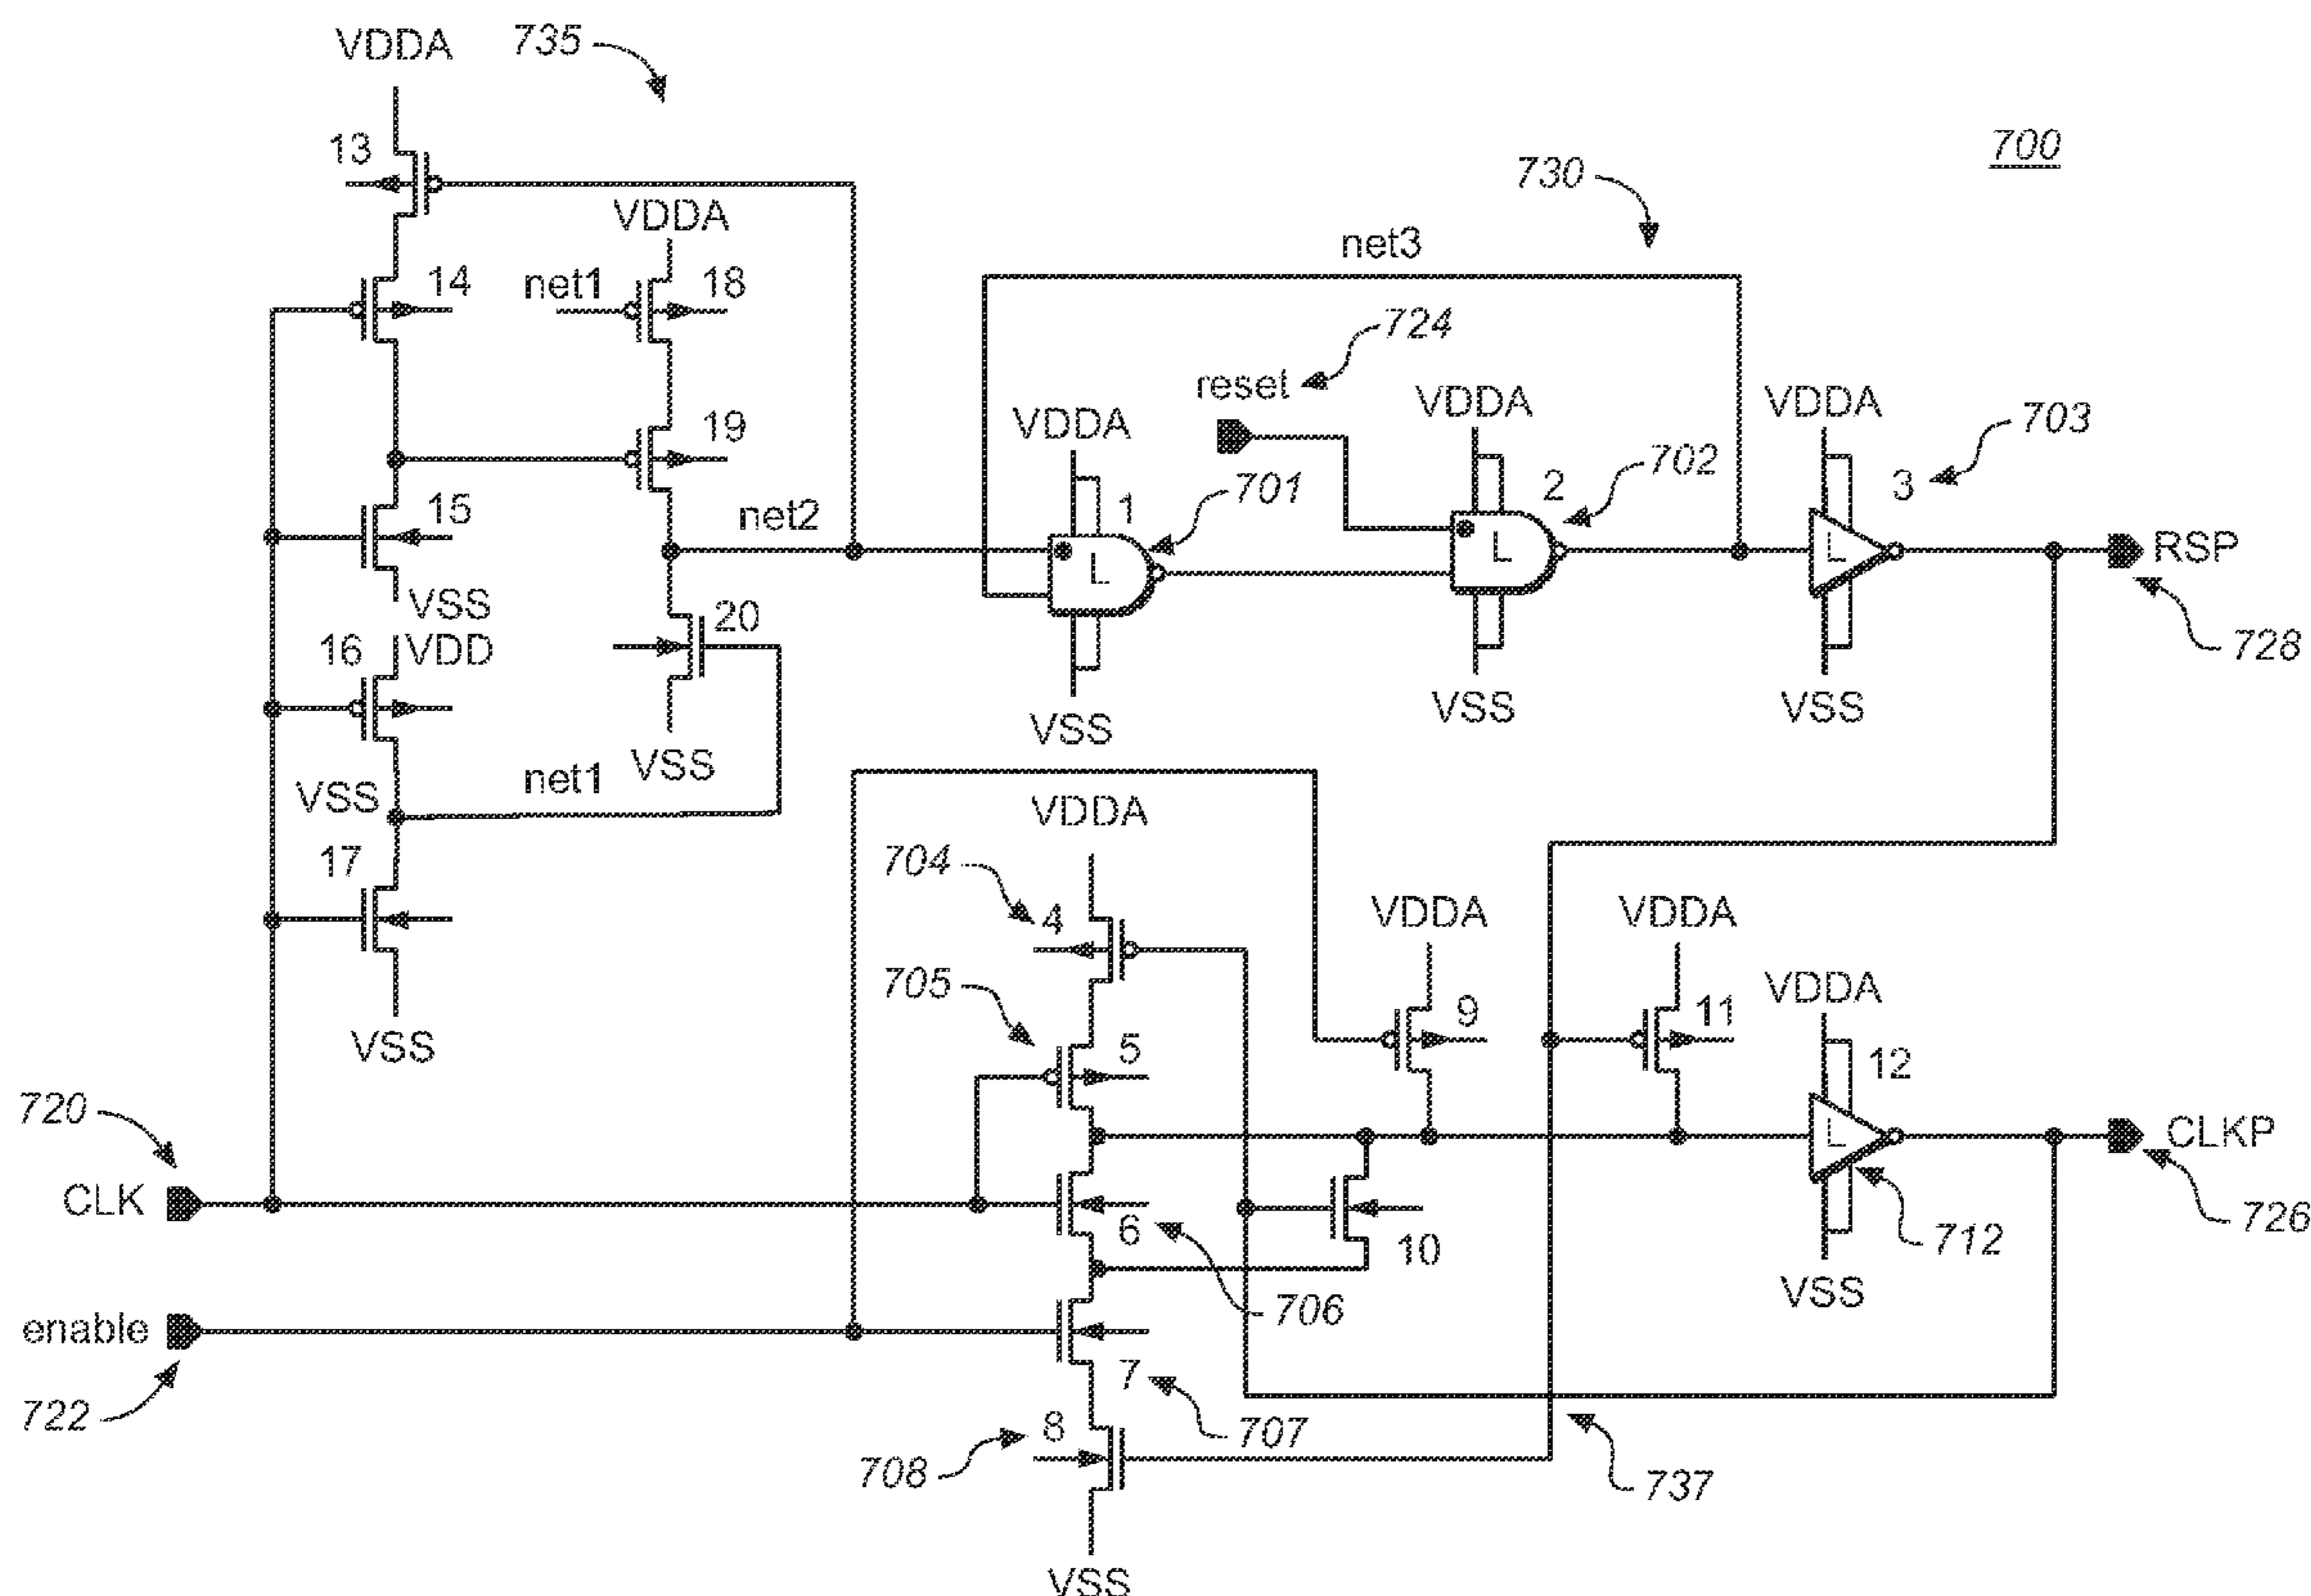 VDDA
735
700
13
730
VDDA
net3
14
net1
18
724
reset
VDDA
VDDA
703
19
VDDA
702
701
1
2
3
15
net2
L
L
L
RSP
VSS
20
16
VDD
728
VSS
VSS
VSS
VSS
net1
VSS
VDDA
17
704
4
VDDA
VDDA
705
VDDA
9
11
5
VSS
12
720
L
CLKP
CLK
6
10
712
726
VSS
enable
706
7
722
8
707
708
737
VSS